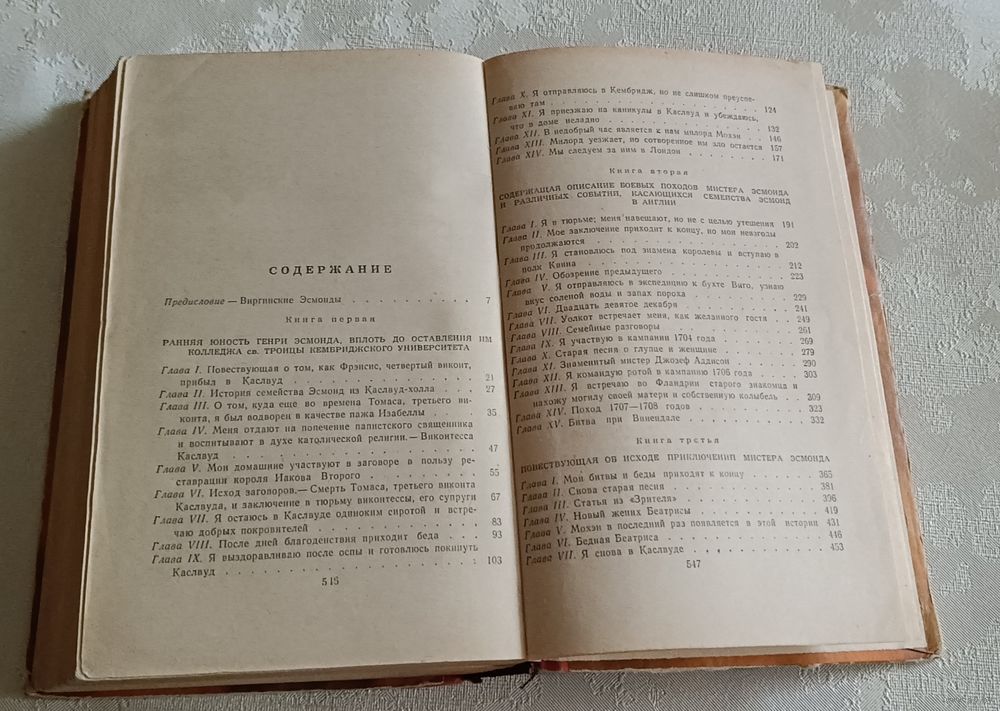 СОДЕРЖАНИЕ
Предисловие — Виргинские Эсмонды . . . . . . . . . . . 7
Книга первая
РАННЯЯ ЮНОСТЬ ГЕНРИ ЭСМОНДА, ВПЛОТЬ ДО ОСТАВЛЕНИЯ ИМ
КОЛЛЕДЖА св. ТРОИЦЫ КЕМБРИДЖСКОГО УНИВЕРСИТЕТА
Глава I. Повествующая о том, как Фрэнсис, четвертый виконт,
прибыл в Каслвуд . . . . . . . . . . . 21
Глава II. История семейства Эсмонд из Каслвуд-холла . . . 27
Глава III. О том, куда еще во времена Томаса, третьего ви-
конта, я был водворен в качестве пажа Изабеллы . . . . 35
Глава IV. Меня отдают на попечение папистского священника
и воспитывают в духе католической религии. — Виконтесса
Каслвуд . . . . . . . . . . . 47
Глава V. Мои домашние участвуют в заговоре в пользу ре-
ставрации короля Иакова Второго . . . . . . . 55
Глава VI. Исход заговоров. — Смерть Томаса, третьего виконта
Каслвуда, и заключение в тюрьму виконтессы, его супруги 67
Глава VII. Я остаюсь в Каслвуде одиноким сиротой и встре-
чаю добрых покровителей . . . . . . . . 83
Глава VIII. После дней благоденствия приходит беда . . . 93
Глава IX. Я выздоравливаю после оспы и готовлюсь покинуть
Каслвуд . . . . . . . . . . . 103
546
Глава X. Я отправляюсь в Кембридж, но не слишком преуспе-
ваю там . . . . . . . . . . . 124
Глава XI. Я приезжаю на каникулы в Каслвуд и убеждаюсь,
что в доме неладно . . . . . . . . . 132
Глава XII. В недобрый час является к нам милорд Мохэн . . 146
Глава XIII. Милорд уезжает, но сотворенное им зло остается 157
Глава XIV. Мы следуем за ним в Лондон . . . . . . . 171
Книга вторая
СОДЕРЖАЩАЯ ОПИСАНИЕ БОЕВЫХ ПОХОДОВ МИСТЕРА ЭСМОНДА
И РАЗЛИЧНЫХ СОБЫТИЙ, КАСАЮЩИХСЯ СЕМЕЙСТВА ЭСМОНД
В АНГЛИИ
Глава I. Я в тюрьме; меня навещают, но не с целью утешения 191
Глава II. Мое заключение приходит к концу, но мои невзгоды
продолжаются . . . . . . . . . . . 202
Глава III. Я становлюсь под знамена королевы и вступаю в
полк Квина . . . . . . . . . . . 212
Глава IV. Обозрение предыдущего . . . . . . . . 223
Глава V. Я отправляюсь в экспедицию к бухте Виго, узнаю
вкус соленой воды и запах пороха . . . . . . . 229
Глава VI. Двадцать девятое декабря . . . . . . . 241
Глава VII. Уолкот встречает меня, как желанного гостя . . 249
Глава VIII. Семейные разговоры . . . . . . . . 261
Глава IX. Я участвую в кампании 1704 года . . . . . . 269
Глава X. Старая песня о глупце и женщине . . . . . . 279
Глава XI. Знаменитый мистер Джозеф Аддисон . . . . . 290
Глава XII. Я командую ротой в кампании 1706 года . . . . 303
Глава XIII. Я встречаю во Фландрии старого знакомца и
нахожу могилу своей матери и собственную колыбель . . 309
Глава XIV. Поход 1707—1708 годов . . . . . . . . 323
Глава XV. Битва при Винендале . . . . . . . . 332
Книга третья
ПОВЕСТВУЮЩАЯ ОБ ИСХОДЕ ПРИКЛЮЧЕНИЙ МИСТЕРА ЭСМОНДА
Глава I. Мои битвы и беды приходят к концу . . . . . . 365
Глава II. Снова старая песня . . . . . . . . . 381
Глава III. Статья из «Зрителя» . . . . . . . . . 396
Глава IV. Новый жених Беатрисы . . . . . . . . 419
Глава V. Мохэн в последний раз появляется в этой истории 431
Глава VI. Бедная Беатриса . . . . . . . . . . 446
Глава VII. Я снова в Каслвуде . . . . . . . . . 453
547